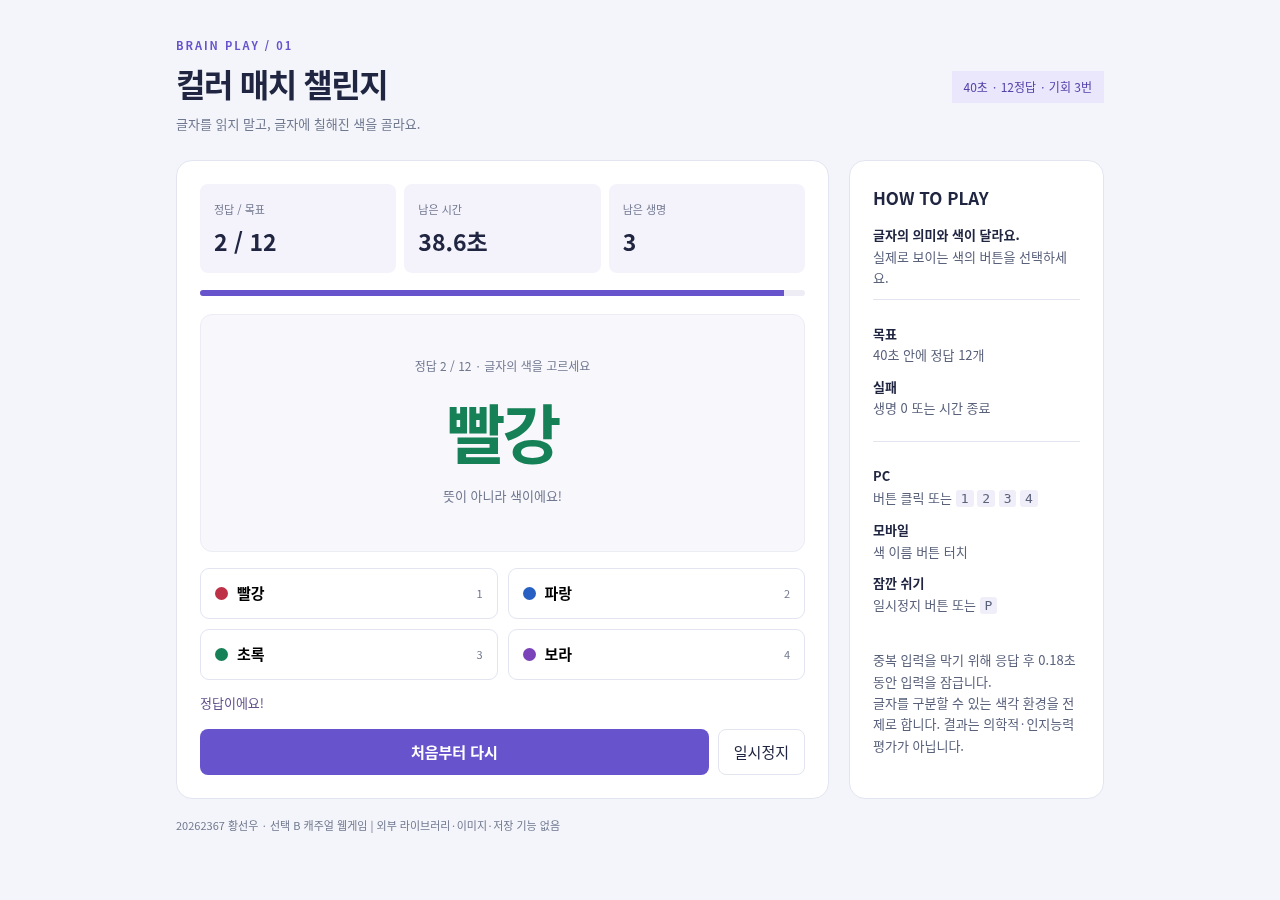 BRAIN PLAY / 01
컬러 매치 챌린지
40초 · 12정답 · 기회 3번
글자를 읽지 말고, 글자에 칠해진 색을 골라요.
정답 / 목표
2 / 12
남은 시간
38.6초
남은 생명
3
정답 2 / 12 · 글자의 색을 고르세요
빨강
뜻이 아니라 색이에요!
빨강 1
파랑 2
초록 3
보라 4
정답이에요!
처음부터 다시
일시정지
HOW TO PLAY
글자의 의미와 색이 달라요.
실제로 보이는 색의 버튼을 선택하세
요.
목표
40초 안에 정답 12개
실패
생명 0 또는 시간 종료
PC
버튼 클릭 또는 1 2 3 4
모바일
색 이름 버튼 터치
잠깐 쉬기
일시정지 버튼 또는 P
중복 입력을 막기 위해 응답 후 0.18초
동안 입력을 잠급니다.
글자를 구분할 수 있는 색각 환경을 전
제로 합니다. 결과는 의학적·인지능력
평가가 아닙니다.
20262367 황선우 · 선택 B 캐주얼 웹게임 | 외부 라이브러리·이미지·저장 기능 없음